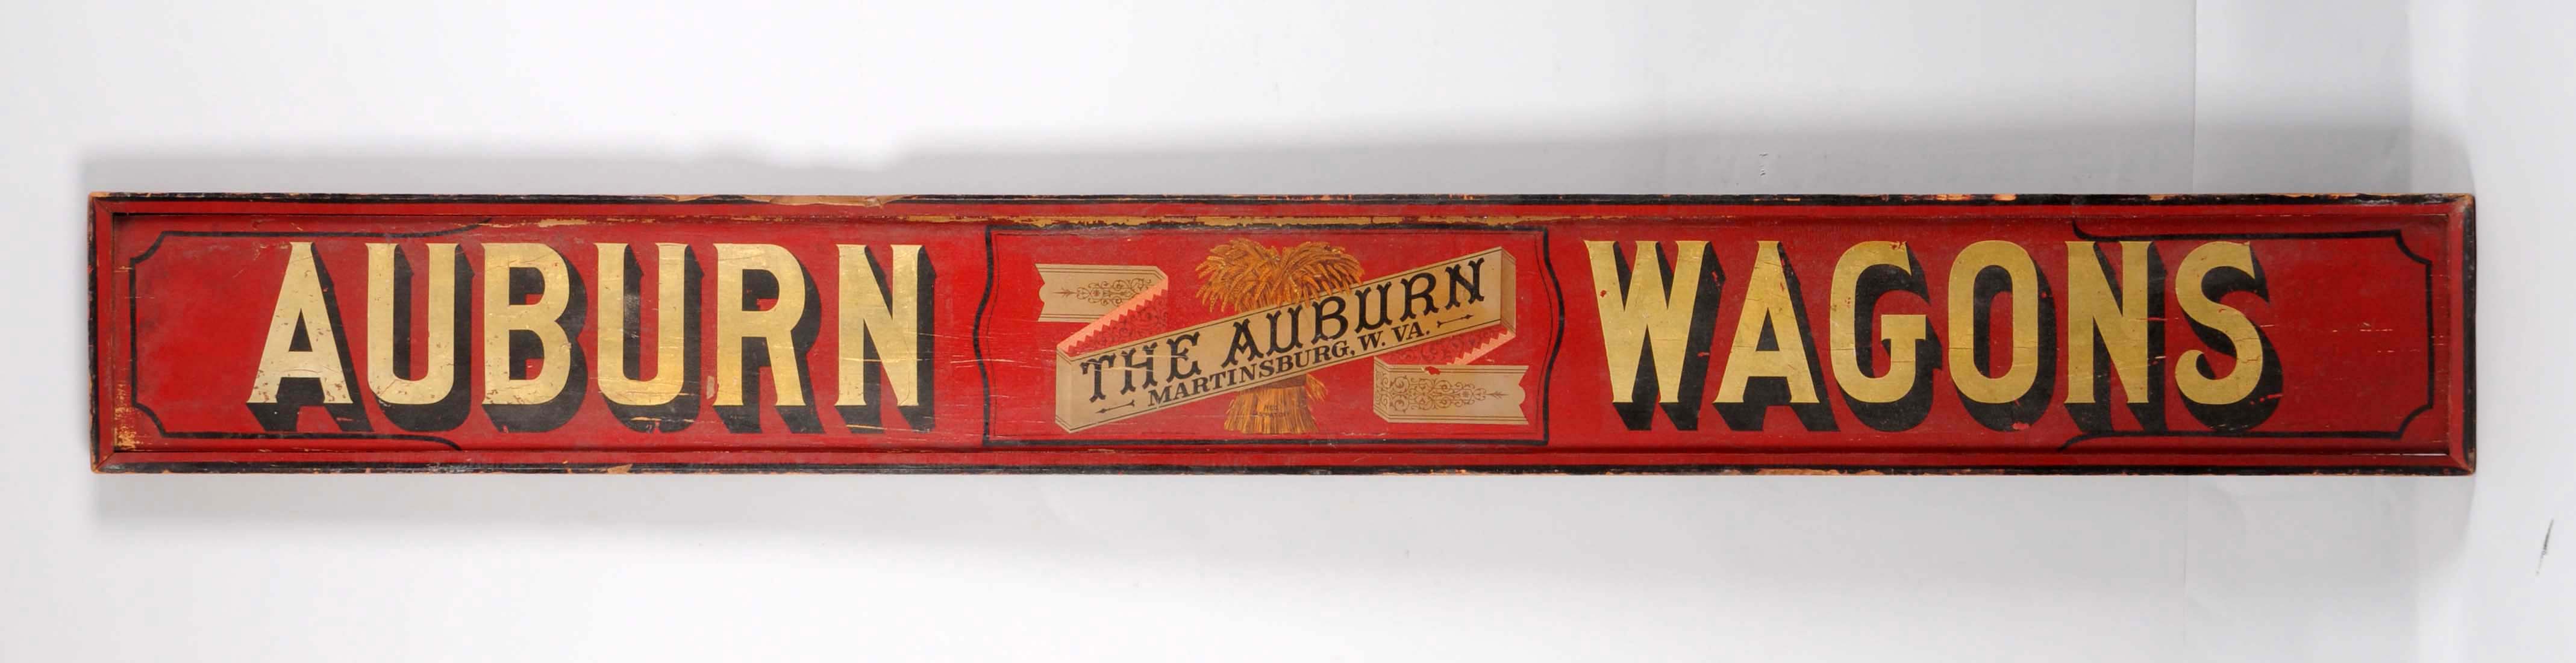 AUBURN
THE AUBURN
MARTINSBURG, W. VA.
WAGONS